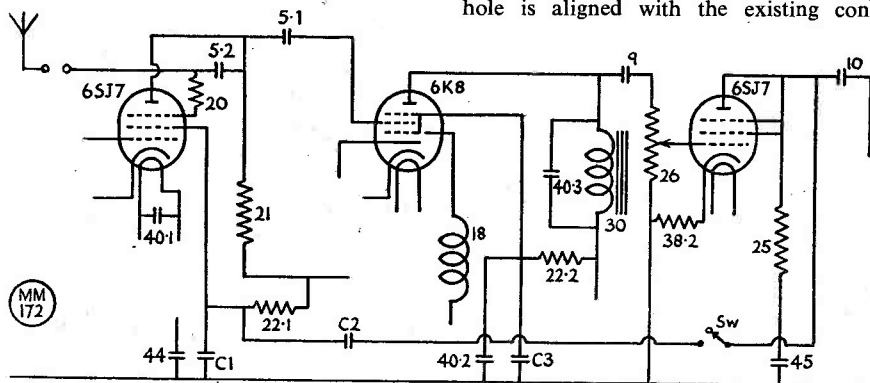 hole is aligned with the existing con
5·1
5·2
9
10
6SJ7
20
6K8
6SJ7
40·3
26
21
18
30
38·2
25
40·1
22·2
MM
172
22·1
C2
Sw
44
C1
40·2
C3
45